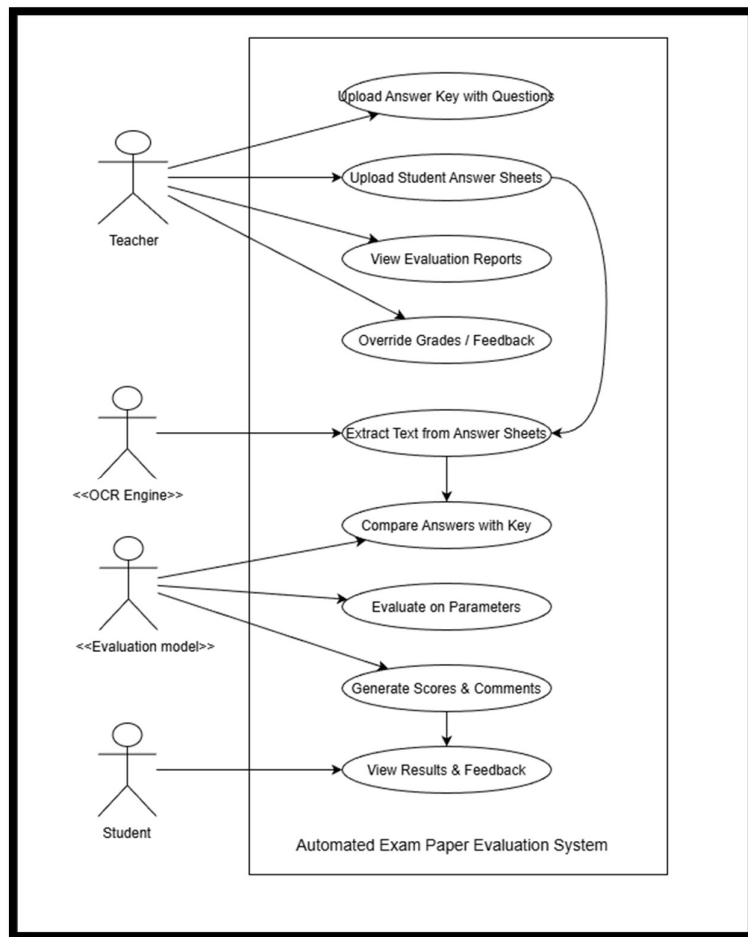 Upload Answer Key with Questions
Upload Student Answer Sheets
Teacher
View Evaluation Reports
Override Grades / Feedback
Extract Text from Answer Sheets
<<OCR Engine>>
Compare Answers with Key
Evaluate on Parameters
<<Evaluation model>>
Generate Scores & Comments
View Results & Feedback
Student
Automated Exam Paper Evaluation System